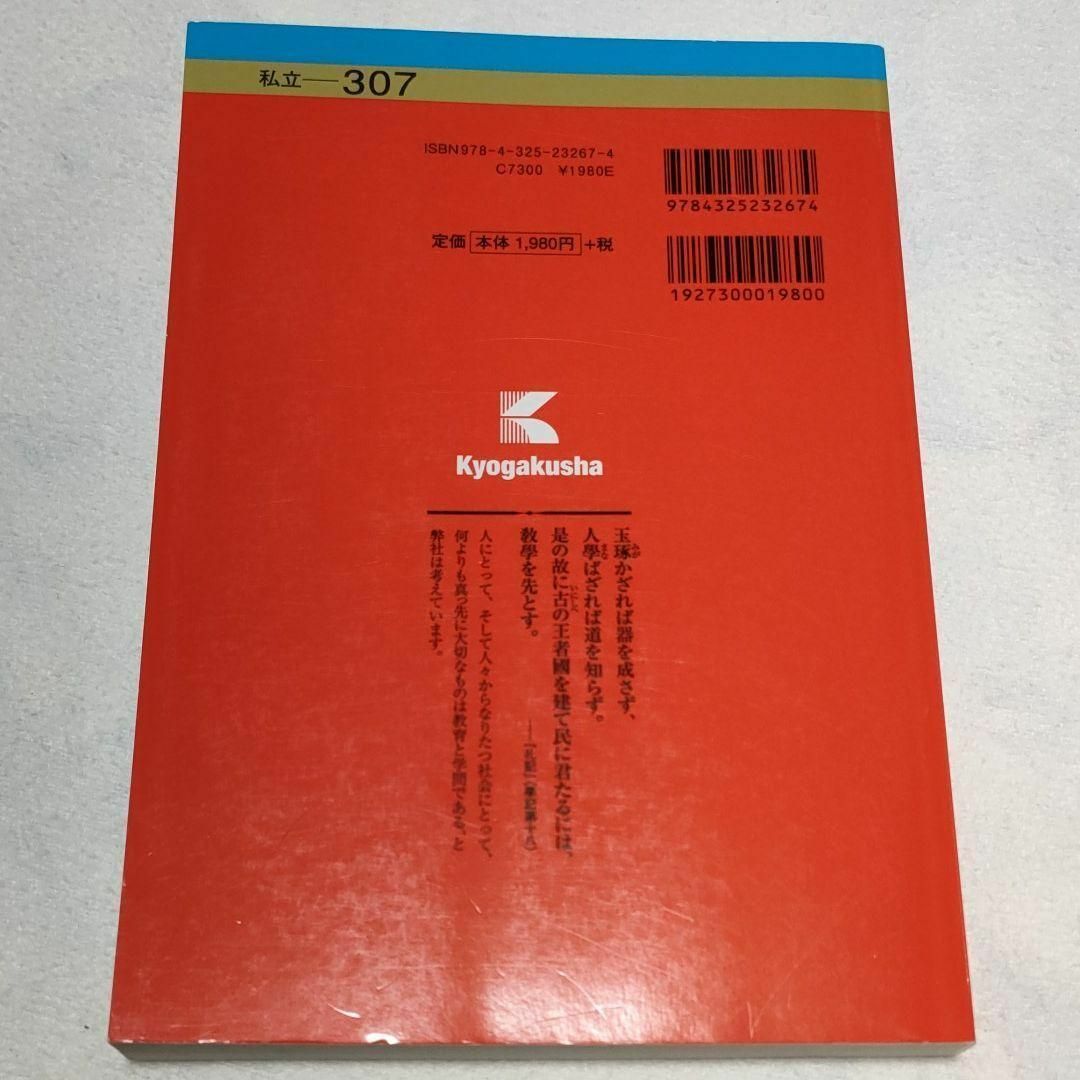 私立―307
ISBN978-4-325-23267-4
C7300 ¥1980E
9784325232674
定価 本体 1,980円 +税
1927300019800
Kyogakusha
玉琢かざれば器を成さず、
人學ばざれば道を知らず。
是の故に古の王者國を建て民に君たるには、
教學を先とす。
人にとって、そして人々からなりたつ社会にとって、
何よりも真っ先に大切なものは教育と学問である、と
弊社は考えています。